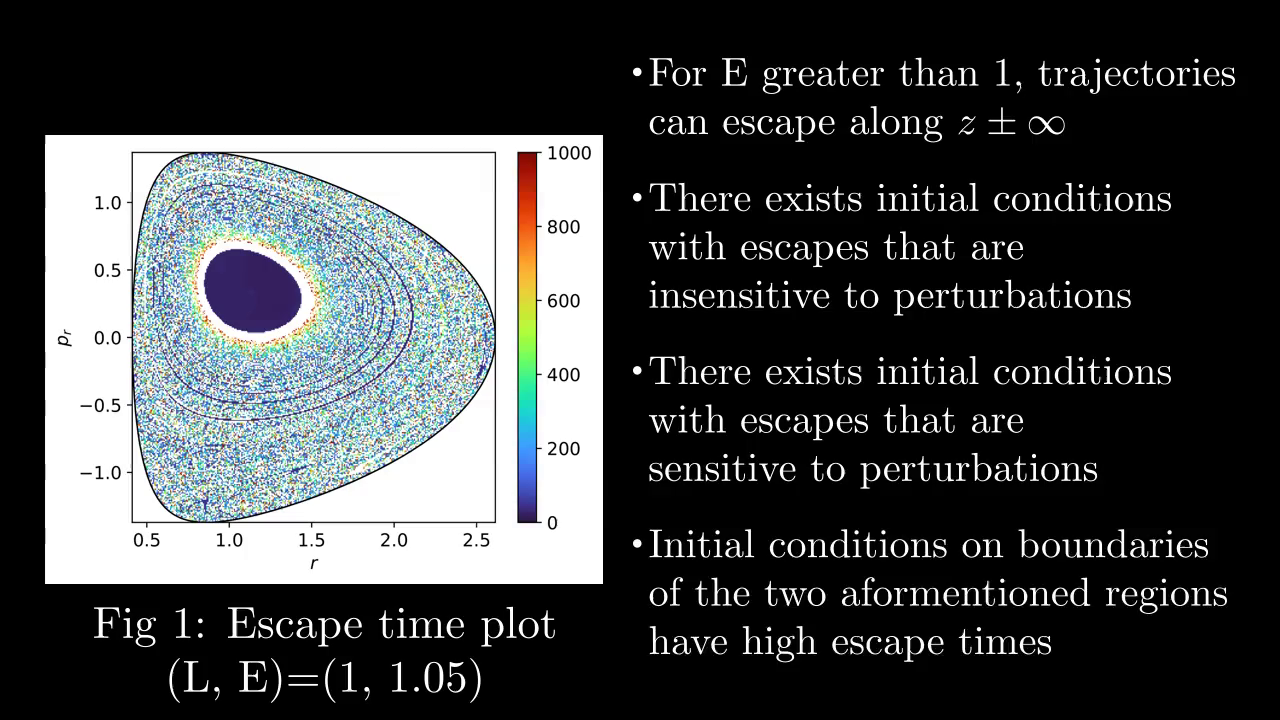 •For E greater than 1, trajectories
can escape along z ± ∞
•There exists initial conditions
with escapes that are
insensitive to perturbations
•There exists initial conditions
with escapes that are
sensitive to perturbations
•Initial conditions on boundaries
of the two aformentioned regions
have high escape times
1.0
0.5
0.0
−0.5
−1.0
p_r
0.5 1.0 1.5 2.0 2.5
r
1000
800
600
400
200
0
Fig 1: Escape time plot
(L, E)=(1, 1.05)